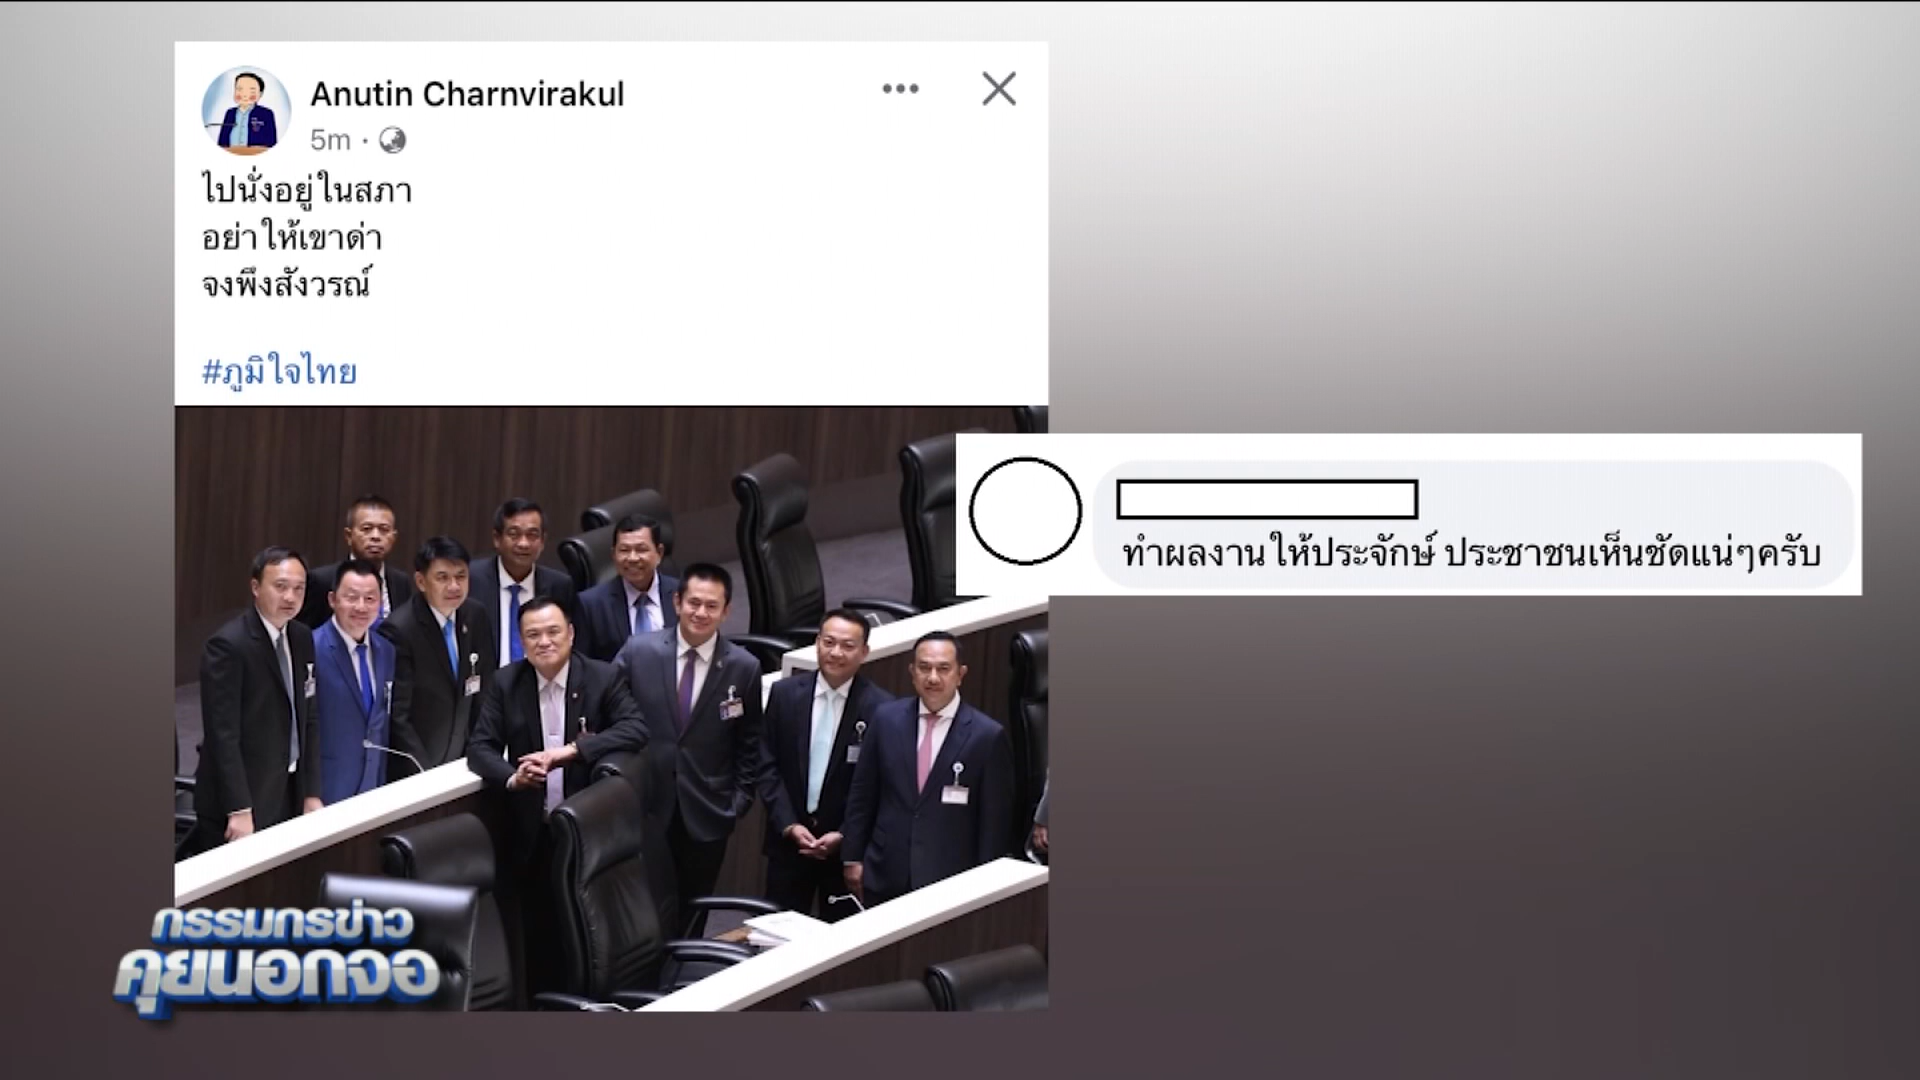 Anutin Charnvirakul
5m ·
ไปนั่งอยู่ในสภา
อย่าให้เขาด่า
จงพึงสังวรณ์
#ภูมิใจไทย
ทำผลงานให้ประจักษ์ ประชาชนเห็นชัดแน่ๆครับ
กรรมกรข่าว
คุยนอกจอ